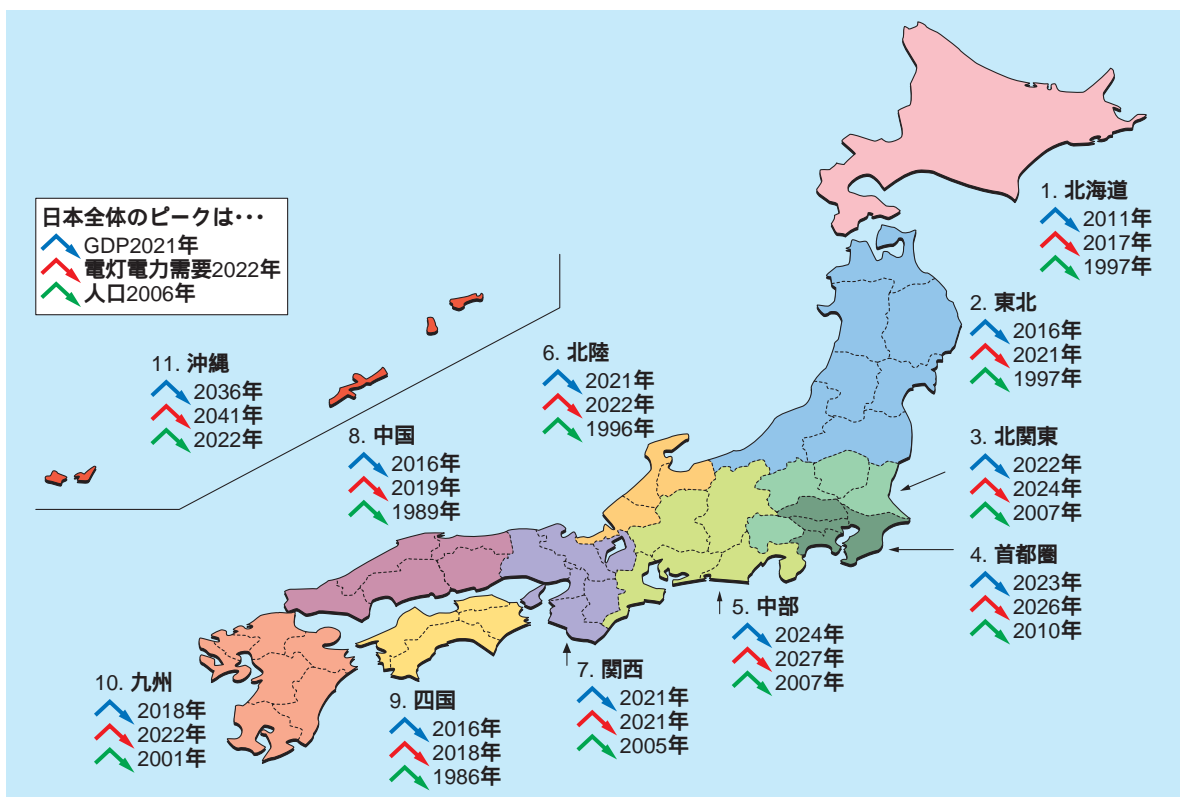 日本全体のピークは･･･
GDP2021年
電灯電力需要2022年
人口2006年
1. 北海道
2011年
2017年
1997年
2. 東北
2016年
2021年
1997年
3. 北関東
2022年
2024年
2007年
4. 首都圏
2023年
2026年
2010年
5. 中部
2024年
2027年
2007年
6. 北陸
2021年
2022年
1996年
7. 関西
2021年
2021年
2005年
8. 中国
2016年
2019年
1989年
9. 四国
2016年
2018年
1986年
10. 九州
2018年
2022年
2001年
11. 沖縄
2036年
2041年
2022年